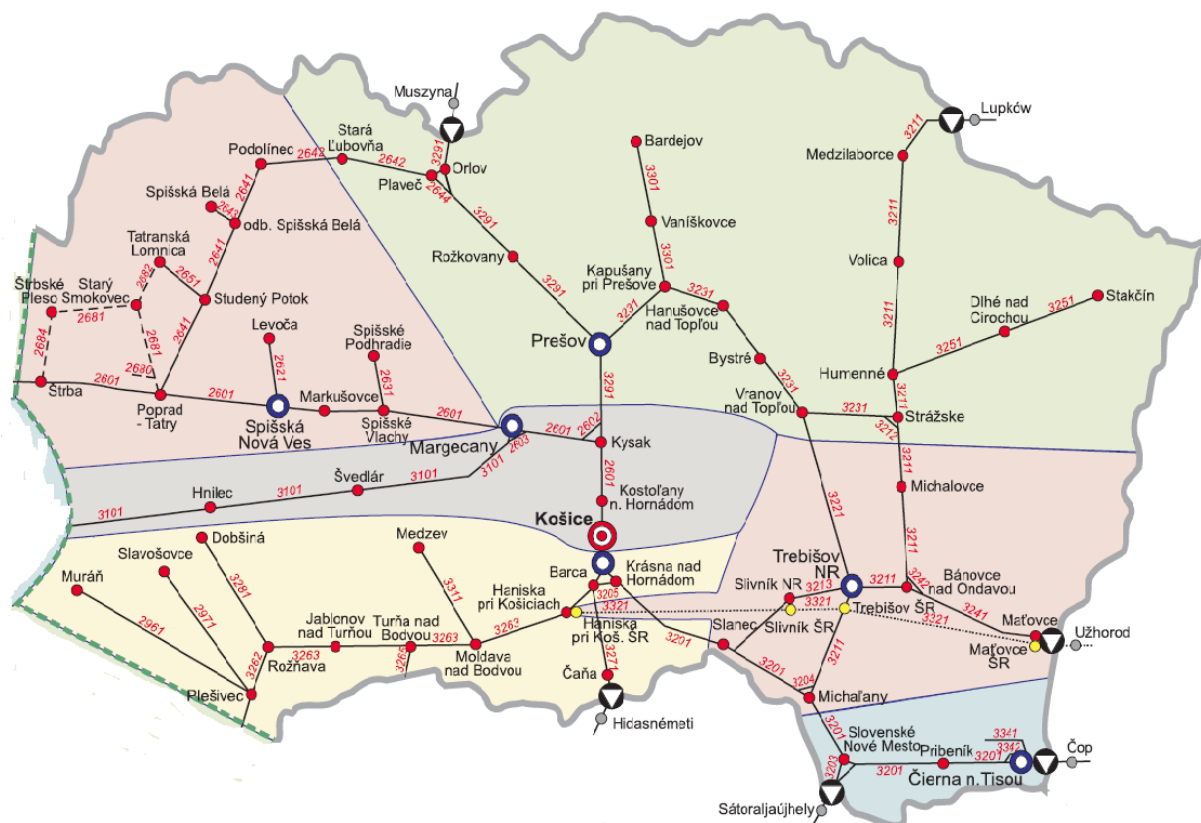 Muszyna
Lupków
3211
Stará
Ľubovňa
Bardejov
Podolínec
2642
2642
3291
Orlov
Medzilaborce
Plaveč
2644
Spišská Belá
2641
2643
odb. Spišská Belá
3301
3291
Vaníškovce
3211
Tatranská
Lomnica
2641
Rožkovany
3301
Volica
2682
2651
Kapušany
pri Prešove
Štrbské
Pleso
Starý
Smokovec
3291
3231
Dlhé nad
Cirochou
3251
Stakčín
Studený Potok
2681
3231
Hanušovce
nad Topľou
3211
Levoča
Spišské
Podhradie
Prešov
2684
2681
2641
3251
Bystré
2680
2621
2631
Humenné
Štrba
2601
2601
Markušovce
3291
3231
3211
Vranov
nad Topľou
3231
Strážske
Poprad
- Tatry
Spišská
Nová Ves
Spišské
Vlachy
2601
2602
3212
Margecany
2601
Kysak
2603
3101
3211
Švedlár
3101
2601
Michalovce
Hnilec
3101
Kostoľany
n. Hornádom
3221
3101
Košice
3211
Dobšiná
Medzev
Slavošovce
Krásna nad
Hornádom
Trebišov
NR
Muráň
Barca
3205
Slivník NR
3213
3211
3242
Bánovce
nad Ondavou
3281
3311
Haniska
pri Košiciach
3321
3321
Trebišov ŠR
3321
3241
2971
Jablonov
nad Turňou
Turňa nad
Bodvou
3263
Haniska
pri Koš. ŠR
Slivník ŠR
Maťovce
2961
3263
3263
3201
Slanec
3211
Maťovce
ŠR
Užhorod
Rožňava
3265
Moldava
nad Bodvou
3262
3271
3201
Plešivec
Čaňa
3204
Michaľany
Hidasnémeti
3201
Slovenské
Nové Mesto
3341
3342
Pribeník
3201
Čop
3203
3201
Čierna n.Tisou
Sátoraljaújhely